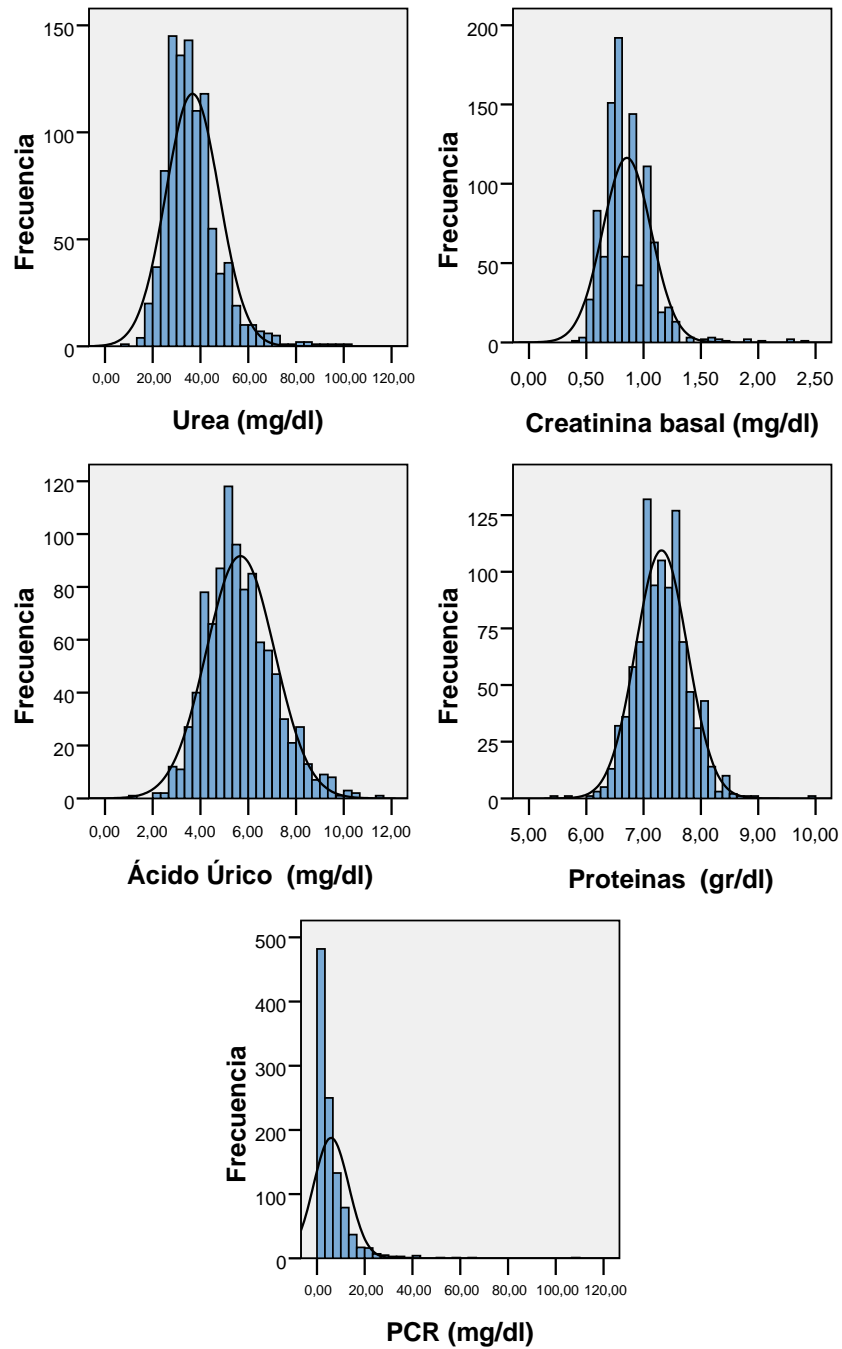 150
100
50
0
Frecuencia
0,00 20,00 40,00 60,00 80,00 100,00 120,00
Urea (mg/dl)
200
150
100
50
0
Frecuencia
0,00 0,50 1,00 1,50 2,00 2,50
Creatinina basal (mg/dl)
120
100
80
60
40
20
0
Frecuencia
0,00 2,00 4,00 6,00 8,00 10,00 12,00
Ácido Úrico (mg/dl)
125
100
75
50
25
0
Frecuencia
5,00 6,00 7,00 8,00 9,00 10,00
Proteinas (gr/dl)
500
400
300
200
100
0
Frecuencia
0,00 20,00 40,00 60,00 80,00 100,00 120,00
PCR (mg/dl)